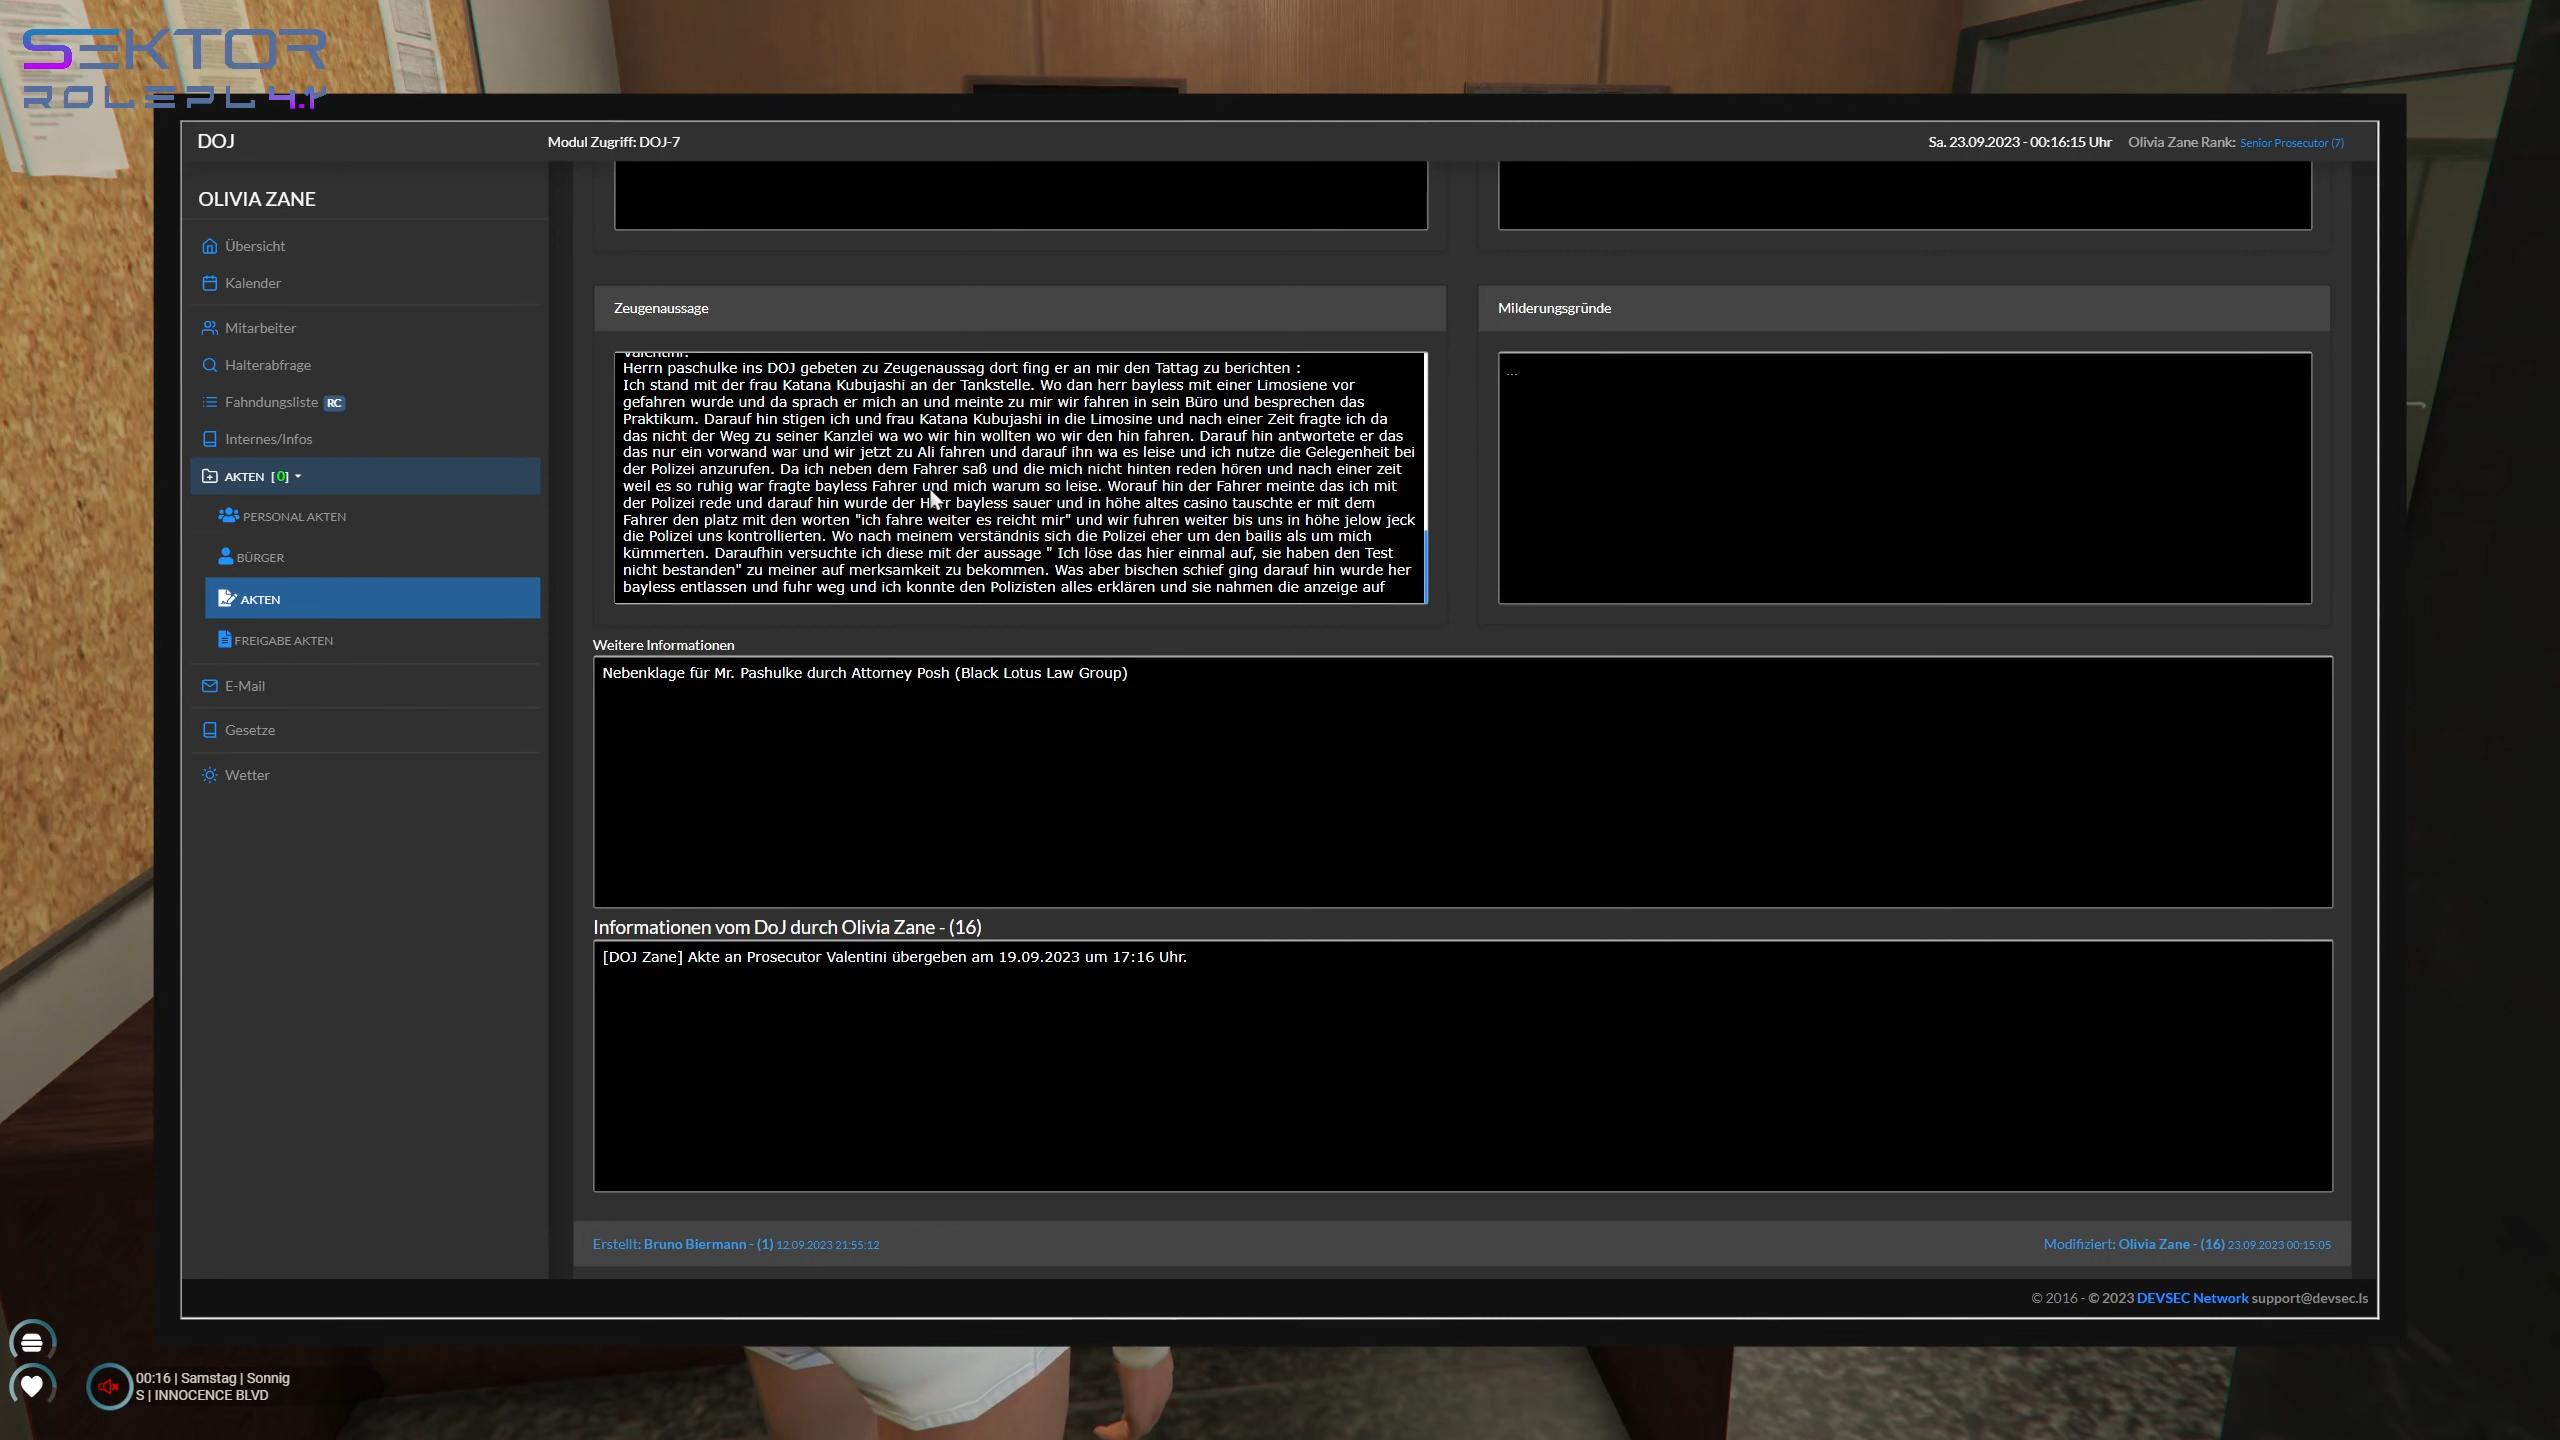 SEKTOR
ROLEPL4.Y
DOJ
Modul Zugriff: DOJ-7
Sa. 23.09.2023 - 00:16:15 Uhr
Olivia Zane Rank: Senior Prosecutor (7)
OLIVIA ZANE
Übersicht
Kalender
Mitarbeiter
Halterabfrage
Fahndungsliste RC
Internes/Infos
AKTEN [0]
PERSONAL AKTEN
BÜRGER
AKTEN
FREIGABE AKTEN
E-Mail
Gesetze
Wetter
Zeugenaussage
Valentini.
Herrn paschulke ins DOJ gebeten zu Zeugenaussag dort fing er an mir den Tattag zu berichten :
Ich stand mit der frau Katana Kubujashi an der Tankstelle. Wo dan herr bayless mit einer Limosiene vor
gefahren wurde und da sprach er mich an und meinte zu mir wir fahren in sein Büro und besprechen das
Praktikum. Darauf hin stigen ich und frau Katana Kubujashi in die Limosine und nach einer Zeit fragte ich da
das nicht der Weg zu seiner Kanzlei wa wo wir hin wollten wo wir den hin fahren. Darauf hin antwortete er das
das nur ein vorwand war und wir jetzt zu Ali fahren und darauf ihn wa es leise und ich nutze die Gelegenheit bei
der Polizei anzurufen. Da ich neben dem Fahrer saß und die mich nicht hinten reden hören und nach einer zeit
weil es so ruhig war fragte bayless Fahrer und mich warum so leise. Worauf hin der Fahrer meinte das ich mit
der Polizei rede und darauf hin wurde der Herr bayless sauer und in höhe altes casino tauschte er mit dem
Fahrer den platz mit den worten "ich fahre weiter es reicht mir" und wir fuhren weiter bis uns in höhe jelow jeck
die Polizei uns kontrollierten. Wo nach meinem verständnis sich die Polizei eher um den bailis als um mich
kümmerten. Daraufhin versuchte ich diese mit der aussage " Ich löse das hier einmal auf, sie haben den Test
nicht bestanden" zu meiner auf merksamkeit zu bekommen. Was aber bischen schief ging darauf hin wurde her
bayless entlassen und fuhr weg und ich konnte den Polizisten alles erklären und sie nahmen die anzeige auf
Milderungsgründe
...
Weitere Informationen
Nebenklage für Mr. Pashulke durch Attorney Posh (Black Lotus Law Group)
Informationen vom DoJ durch Olivia Zane - (16)
[DOJ Zane] Akte an Prosecutor Valentini übergeben am 19.09.2023 um 17:16 Uhr.
Erstellt: Bruno Biermann - (1) 12.09.2023 21:55:12
Modifiziert: Olivia Zane - (16) 23.09.2023 00:15:05
© 2016 - © 2023 DEVSEC Network support@devsec.ls
00:16 | Samstag | Sonnig
S | INNOCENCE BLVD